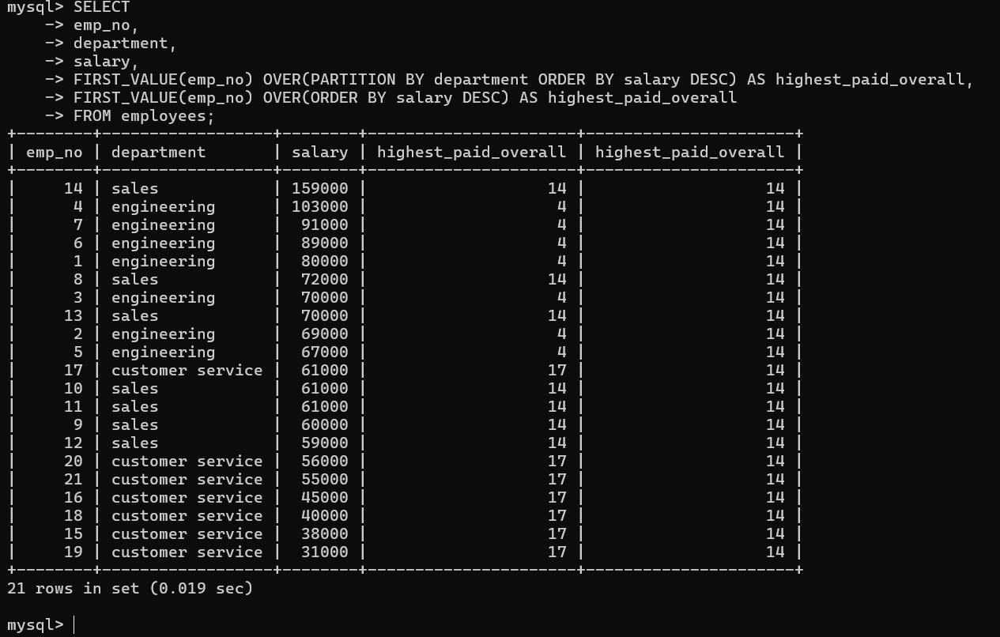 mysql> SELECT
    -> emp_no,
    -> department,
    -> salary,
    -> FIRST_VALUE(emp_no) OVER(PARTITION BY department ORDER BY salary DESC) AS highest_paid_overall,
    -> FIRST_VALUE(emp_no) OVER(ORDER BY salary DESC) AS highest_paid_overall
    -> FROM employees;
+--------+------------------+--------+----------------------+----------------------+
| emp_no | department       | salary | highest_paid_overall | highest_paid_overall |
+--------+------------------+--------+----------------------+----------------------+
|     14 | sales            | 159000 |                   14 |                   14 |
|      4 | engineering      | 103000 |                    4 |                   14 |
|      7 | engineering      |  91000 |                    4 |                   14 |
|      6 | engineering      |  89000 |                    4 |                   14 |
|      1 | engineering      |  80000 |                    4 |                   14 |
|      8 | sales            |  72000 |                   14 |                   14 |
|      3 | engineering      |  70000 |                    4 |                   14 |
|     13 | sales            |  70000 |                   14 |                   14 |
|      2 | engineering      |  69000 |                    4 |                   14 |
|      5 | engineering      |  67000 |                    4 |                   14 |
|     17 | customer service |  61000 |                   17 |                   14 |
|     10 | sales            |  61000 |                   14 |                   14 |
|     11 | sales            |  61000 |                   14 |                   14 |
|      9 | sales            |  60000 |                   14 |                   14 |
|     12 | sales            |  59000 |                   14 |                   14 |
|     20 | customer service |  56000 |                   17 |                   14 |
|     21 | customer service |  55000 |                   17 |                   14 |
|     16 | customer service |  45000 |                   17 |                   14 |
|     18 | customer service |  40000 |                   17 |                   14 |
|     15 | customer service |  38000 |                   17 |                   14 |
|     19 | customer service |  31000 |                   17 |                   14 |
+--------+------------------+--------+----------------------+----------------------+
21 rows in set (0.019 sec)
mysql>